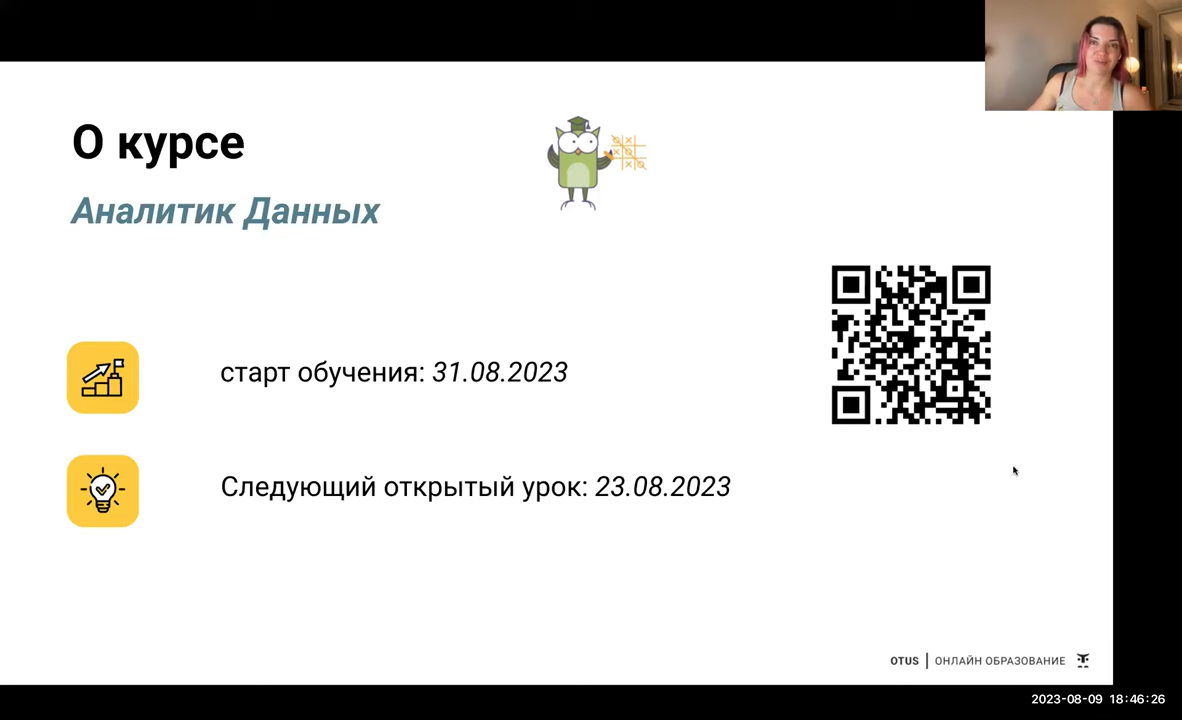 О курсе
Аналитик Данных
старт обучения: 31.08.2023
Следующий открытый урок: 23.08.2023
OTUS | ОНЛАЙН ОБРАЗОВАНИЕ
2023-08-09 18:46:26